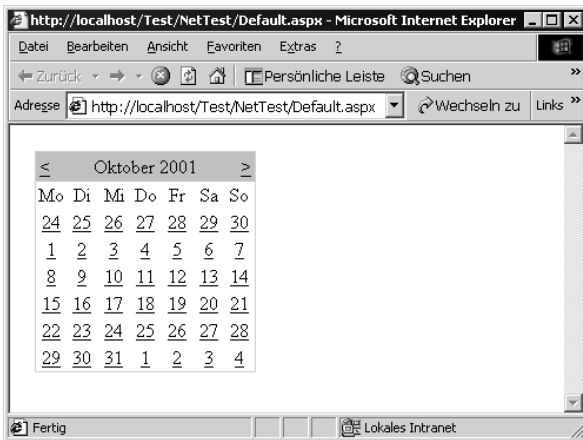 http://localhost/Test/NetTest/Default.aspx - Microsoft Internet Explorer
Datei Bearbeiten Ansicht Favoriten Extras ?
Zurück Persönliche Leiste Suchen »
Adresse http://localhost/Test/NetTest/Default.aspx Wechseln zu Links »
< Oktober 2001 >
Mo Di Mi Do Fr Sa So
24 25 26 27 28 29 30
1 2 3 4 5 6 7
8 9 10 11 12 13 14
15 16 17 18 19 20 21
22 23 24 25 26 27 28
29 30 31 1 2 3 4
Fertig Lokales Intranet